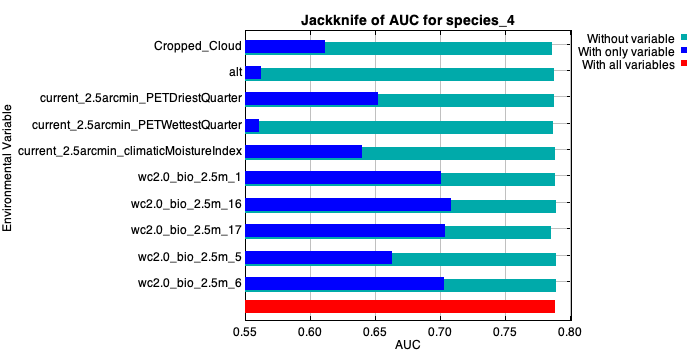 Jackknife of AUC for species_4
Without variable
With only variable
With all variables
Environmental Variable
Cropped_Cloud
alt
current_2.5arcmin_PETDriestQuarter
current_2.5arcmin_PETWettestQuarter
current_2.5arcmin_climaticMoistureIndex
wc2.0_bio_2.5m_1
wc2.0_bio_2.5m_16
wc2.0_bio_2.5m_17
wc2.0_bio_2.5m_5
wc2.0_bio_2.5m_6
0.55 0.60 0.65 0.70 0.75 0.80
AUC